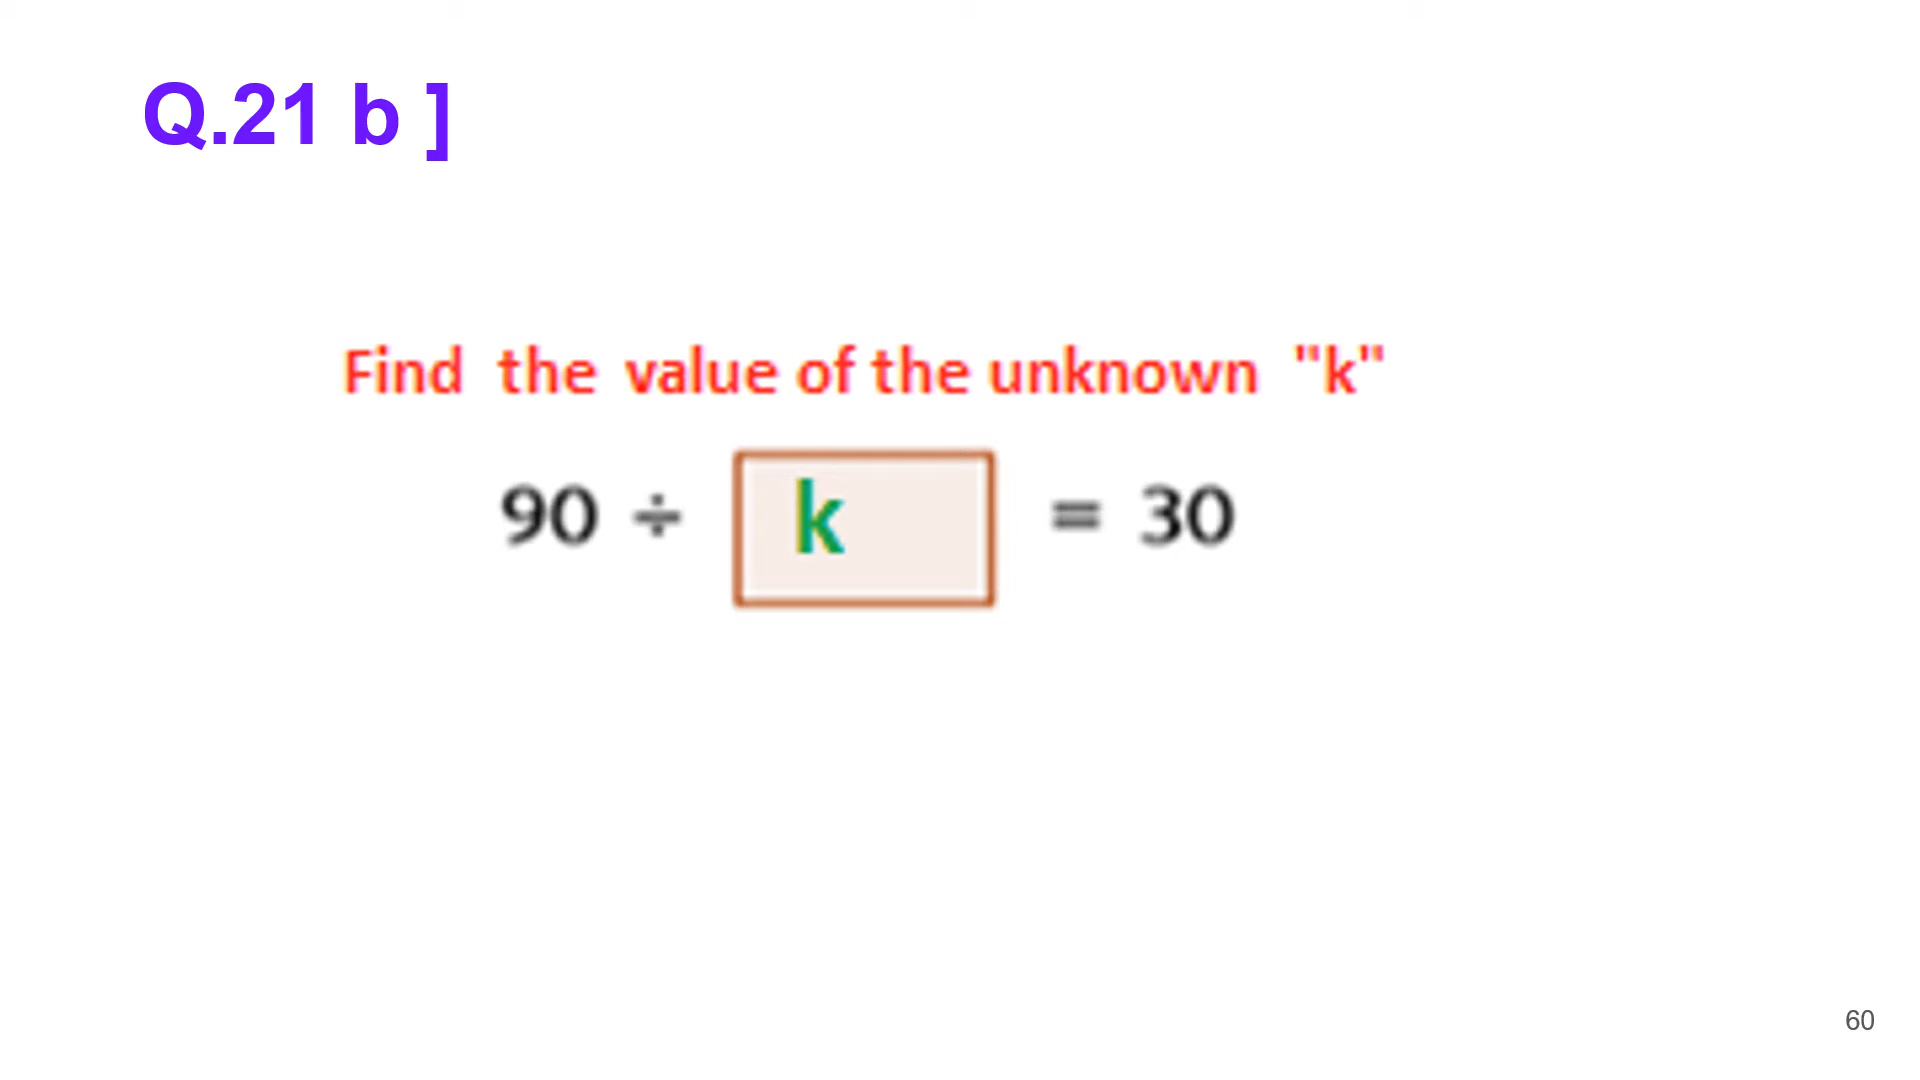 Q.21 b ]
Find the value of the unknown "k"
90 ÷ k = 30
60